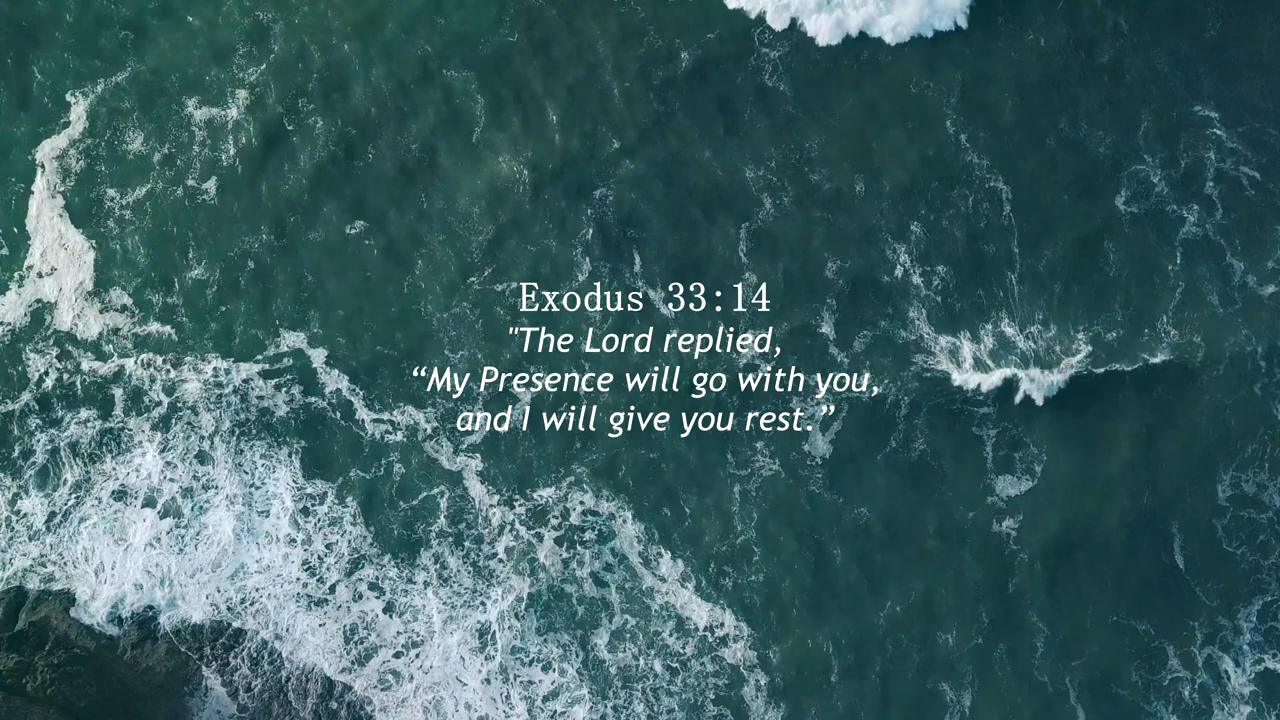 Exodus 33:14
"The Lord replied,
“My Presence will go with you,
and I will give you rest.”